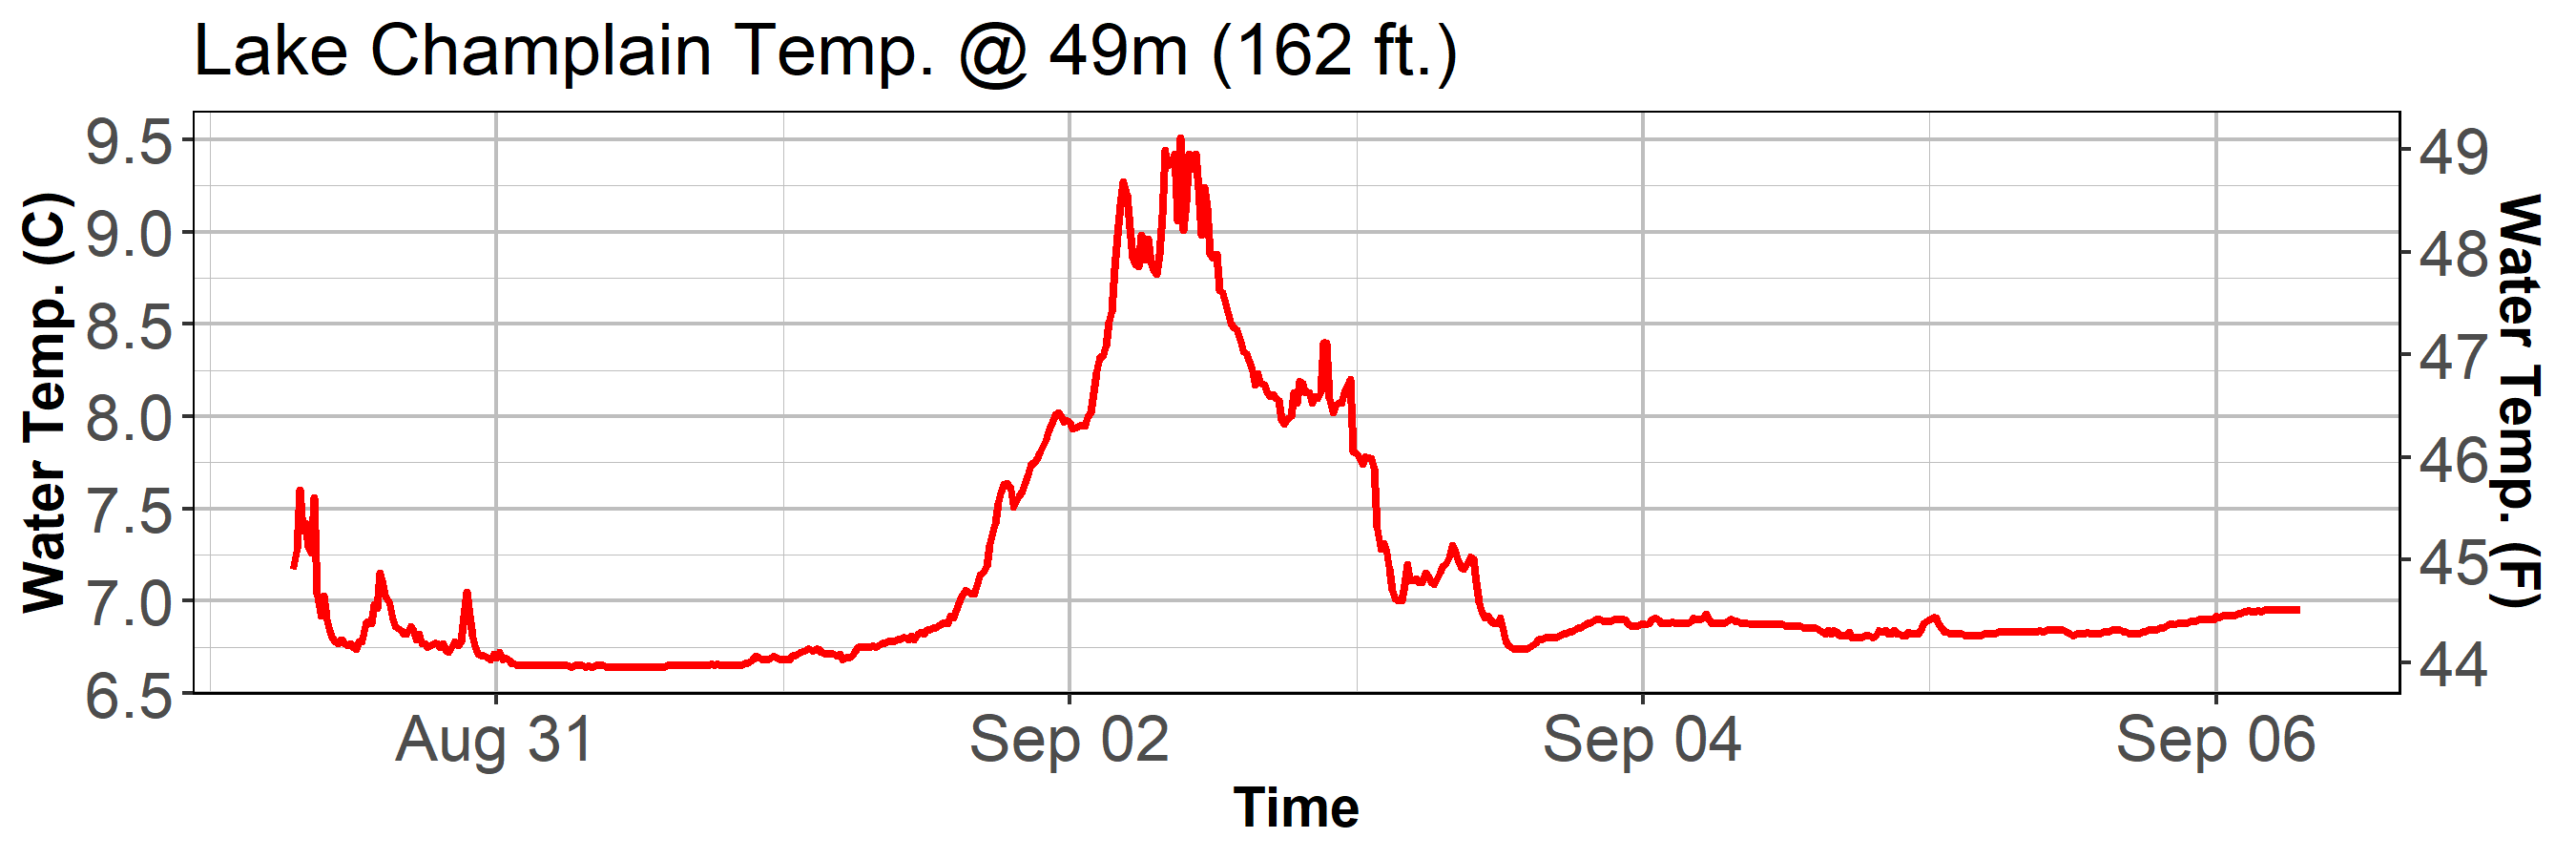 Lake Champlain Temp. @ 49m (162 ft.)
Water Temp. (C)
9.5
9.0
8.5
8.0
7.5
7.0
6.5
49
48
47
46
45
44
Water Temp. (F)
Aug 31 Sep 02 Sep 04 Sep 06
Time